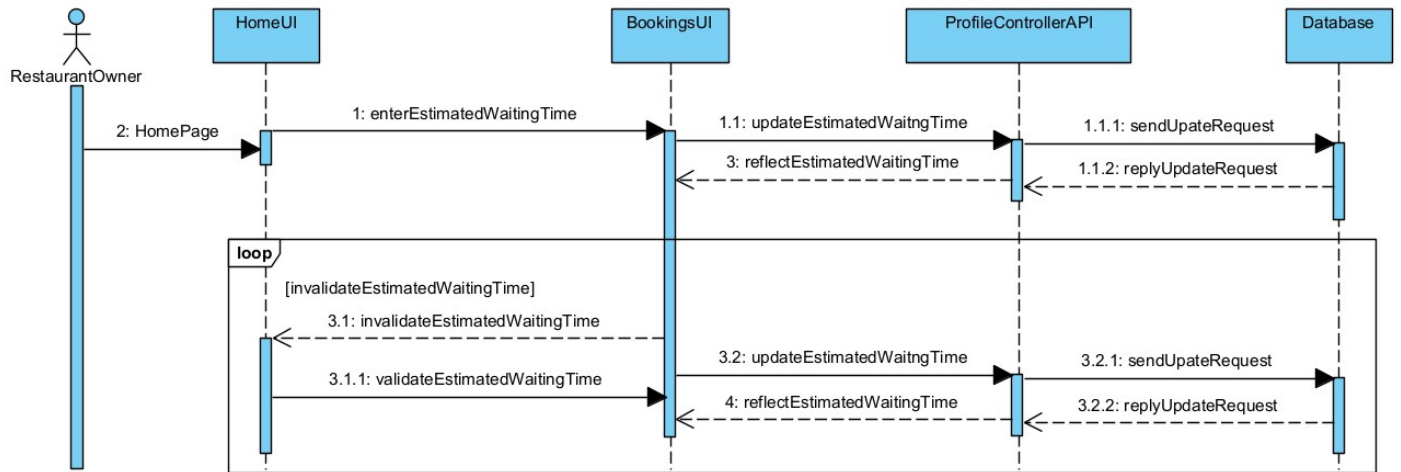 HomeUI
BookingsUI
ProfileControllerAPI
Database
RestaurantOwner
1: enterEstimatedWaitingTime
2: HomePage
1.1: updateEstimatedWaitngTime
1.1.1: sendUpateRequest
3: reflectEstimatedWaitingTime
1.1.2: replyUpdateRequest
loop
[invalidateEstimatedWaitingTime]
3.1: invalidateEstimatedWaitingTime
3.2: updateEstimatedWaitngTime
3.2.1: sendUpateRequest
3.1.1: validateEstimatedWaitingTime
4: reflectEstimatedWaitingTime
3.2.2: replyUpdateRequest